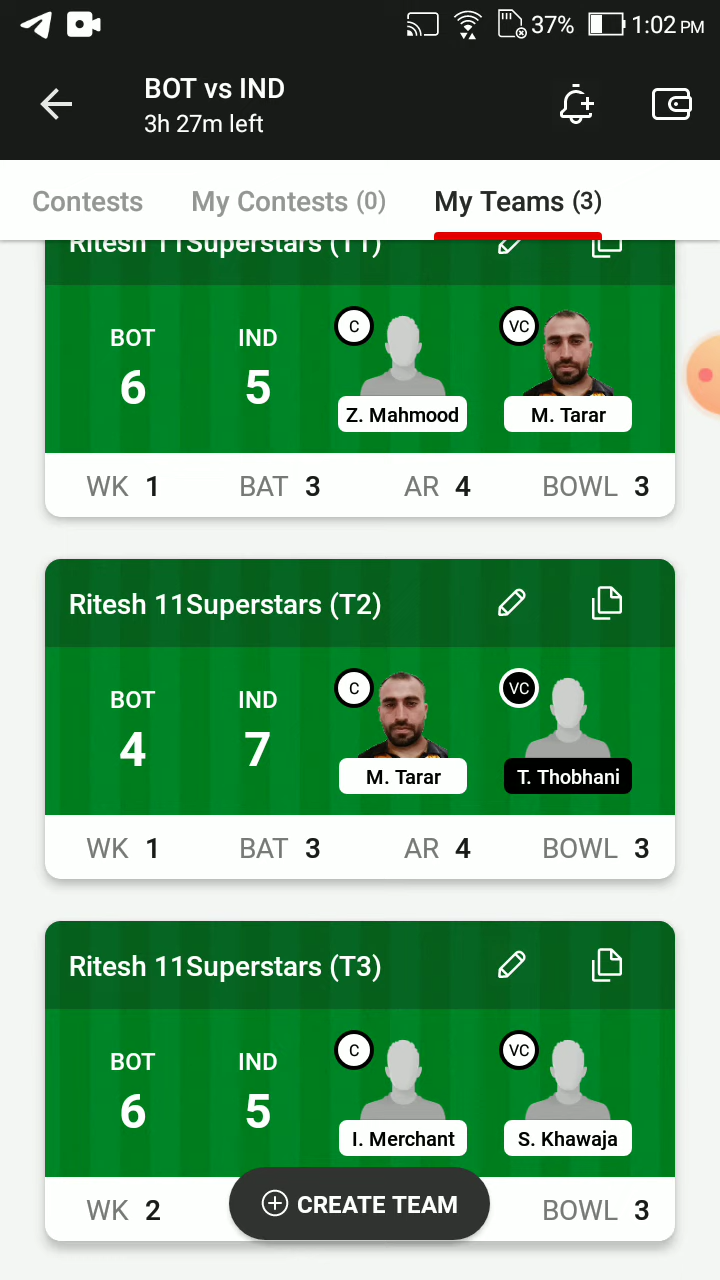 37% 1:02 PM
BOT vs IND
3h 27m left
Contests My Contests (0) My Teams (3)
Ritesh 11Superstars (T1)
BOT IND C VC
6 5
Z. Mahmood M. Tarar
WK 1 BAT 3 AR 4 BOWL 3
Ritesh 11Superstars (T2)
BOT IND C VC
4 7
M. Tarar T. Thobhani
WK 1 BAT 3 AR 4 BOWL 3
Ritesh 11Superstars (T3)
BOT IND C VC
6 5
I. Merchant S. Khawaja
WK 2 CREATE TEAM BOWL 3